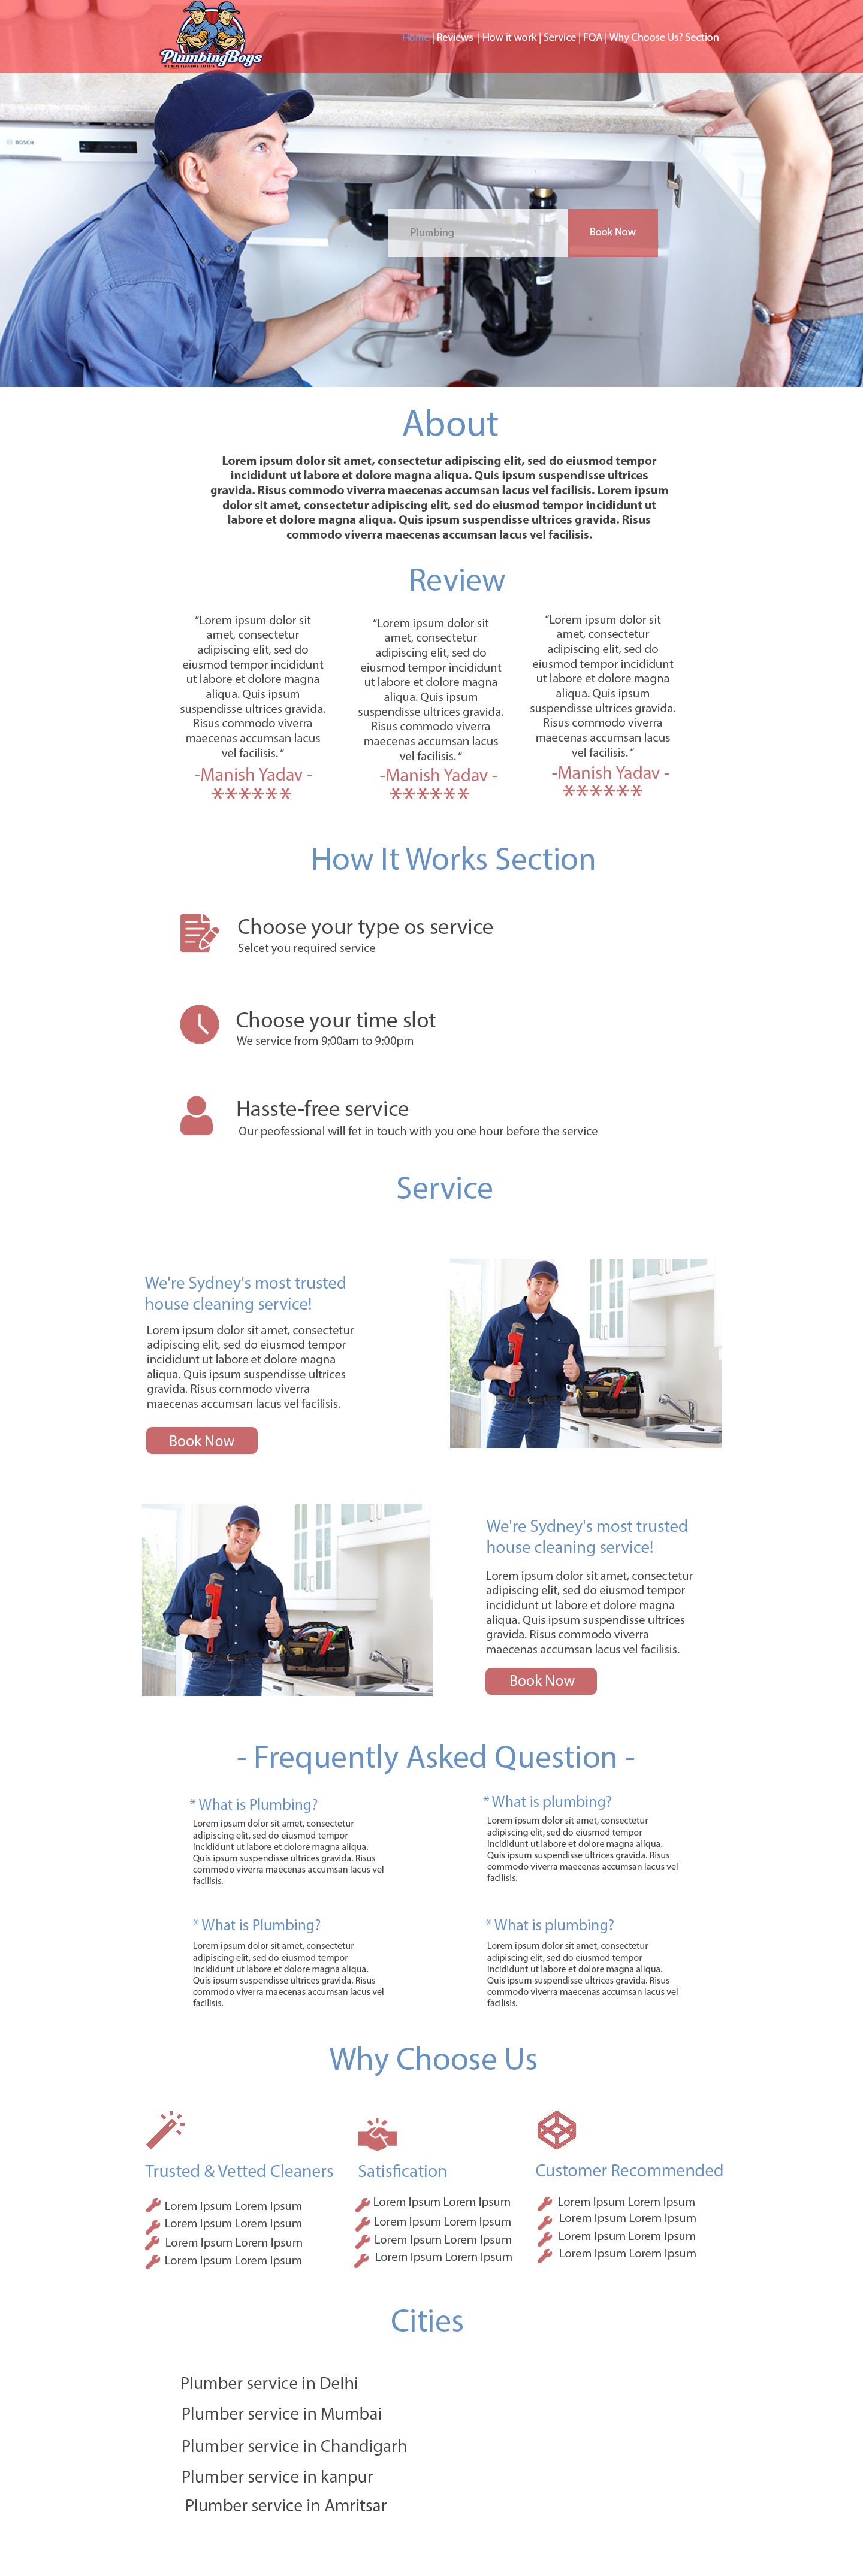 PlumbingBoys
Home | Reviews | How it work | Service | FQA | Why Choose Us? Section
BOSCH
Plumbing
Book Now
About
Lorem ipsum dolor sit amet, consectetur adipiscing elit, sed do eiusmod tempor
incididunt ut labore et dolore magna aliqua. Quis ipsum suspendisse ultrices
gravida. Risus commodo viverra maecenas accumsan lacus vel facilisis. Lorem ipsum
dolor sit amet, consectetur adipiscing elit, sed do eiusmod tempor incididunt ut
labore et dolore magna aliqua. Quis ipsum suspendisse ultrices gravida. Risus
commodo viverra maecenas accumsan lacus vel facilisis.
Review
“Lorem ipsum dolor sit
amet, consectetur
adipiscing elit, sed do
eiusmod tempor incididunt
ut labore et dolore magna
aliqua. Quis ipsum
suspendisse ultrices gravida.
Risus commodo viverra
maecenas accumsan lacus
vel facilisis. “
-Manish Yadav -
******
“Lorem ipsum dolor sit
amet, consectetur
adipiscing elit, sed do
eiusmod tempor incididunt
ut labore et dolore magna
aliqua. Quis ipsum
suspendisse ultrices gravida.
Risus commodo viverra
maecenas accumsan lacus
vel facilisis. “
-Manish Yadav -
******
“Lorem ipsum dolor sit
amet, consectetur
adipiscing elit, sed do
eiusmod tempor incididunt
ut labore et dolore magna
aliqua. Quis ipsum
suspendisse ultrices gravida.
Risus commodo viverra
maecenas accumsan lacus
vel facilisis. “
-Manish Yadav -
******
How It Works Section
Choose your type os service
Selcet you required service
Choose your time slot
We service from 9;00am to 9:00pm
Hasste-free service
Our peofessional will fet in touch with you one hour before the service
Service
We're Sydney's most trusted
house cleaning service!
Lorem ipsum dolor sit amet, consectetur
adipiscing elit, sed do eiusmod tempor
incididunt ut labore et dolore magna
aliqua. Quis ipsum suspendisse ultrices
gravida. Risus commodo viverra
maecenas accumsan lacus vel facilisis.
Book Now
We're Sydney's most trusted
house cleaning service!
Lorem ipsum dolor sit amet, consectetur
adipiscing elit, sed do eiusmod tempor
incididunt ut labore et dolore magna
aliqua. Quis ipsum suspendisse ultrices
gravida. Risus commodo viverra
maecenas accumsan lacus vel facilisis.
Book Now
- Frequently Asked Question -
* What is Plumbing?
Lorem ipsum dolor sit amet, consectetur
adipiscing elit, sed do eiusmod tempor
incididunt ut labore et dolore magna aliqua.
Quis ipsum suspendisse ultrices gravida. Risus
commodo viverra maecenas accumsan lacus vel
facilisis.
* What is plumbing?
Lorem ipsum dolor sit amet, consectetur
adipiscing elit, sed do eiusmod tempor
incididunt ut labore et dolore magna aliqua.
Quis ipsum suspendisse ultrices gravida. Risus
commodo viverra maecenas accumsan lacus vel
facilisis.
* What is Plumbing?
Lorem ipsum dolor sit amet, consectetur
adipiscing elit, sed do eiusmod tempor
incididunt ut labore et dolore magna aliqua.
Quis ipsum suspendisse ultrices gravida. Risus
commodo viverra maecenas accumsan lacus vel
facilisis.
* What is plumbing?
Lorem ipsum dolor sit amet, consectetur
adipiscing elit, sed do eiusmod tempor
incididunt ut labore et dolore magna aliqua.
Quis ipsum suspendisse ultrices gravida. Risus
commodo viverra maecenas accumsan lacus vel
facilisis.
Why Choose Us
Trusted & Vetted Cleaners
Lorem Ipsum Lorem Ipsum
Lorem Ipsum Lorem Ipsum
Lorem Ipsum Lorem Ipsum
Lorem Ipsum Lorem Ipsum
Satisfication
Lorem Ipsum Lorem Ipsum
Lorem Ipsum Lorem Ipsum
Lorem Ipsum Lorem Ipsum
Lorem Ipsum Lorem Ipsum
Customer Recommended
Lorem Ipsum Lorem Ipsum
Lorem Ipsum Lorem Ipsum
Lorem Ipsum Lorem Ipsum
Lorem Ipsum Lorem Ipsum
Cities
Plumber service in Delhi
Plumber service in Mumbai
Plumber service in Chandigarh
Plumber service in kanpur
Plumber service in Amritsar